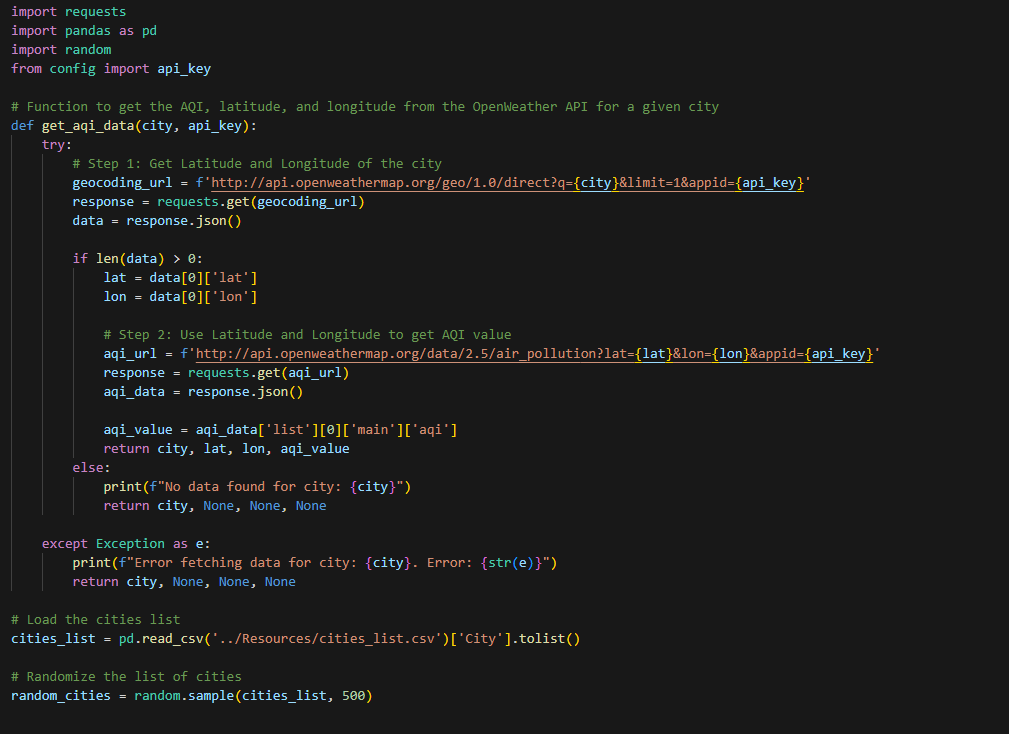 import requests
import pandas as pd
import random
from config import api_key

# Function to get the AQI, latitude, and longitude from the OpenWeather API for a given city
def get_aqi_data(city, api_key):
    try:
        # Step 1: Get Latitude and Longitude of the city
        geocoding_url = f'http://api.openweathermap.org/geo/1.0/direct?q={city}&limit=1&appid={api_key}'
        response = requests.get(geocoding_url)
        data = response.json()

        if len(data) > 0:
            lat = data[0]['lat']
            lon = data[0]['lon']

            # Step 2: Use Latitude and Longitude to get AQI value
            aqi_url = f'http://api.openweathermap.org/data/2.5/air_pollution?lat={lat}&lon={lon}&appid={api_key}'
            response = requests.get(aqi_url)
            aqi_data = response.json()

            aqi_value = aqi_data['list'][0]['main']['aqi']
            return city, lat, lon, aqi_value
        else:
            print(f"No data found for city: {city}")
            return city, None, None, None

    except Exception as e:
        print(f"Error fetching data for city: {city}. Error: {str(e)}")
        return city, None, None, None

# Load the cities list
cities_list = pd.read_csv('../Resources/cities_list.csv')['City'].tolist()

# Randomize the list of cities
random_cities = random.sample(cities_list, 500)